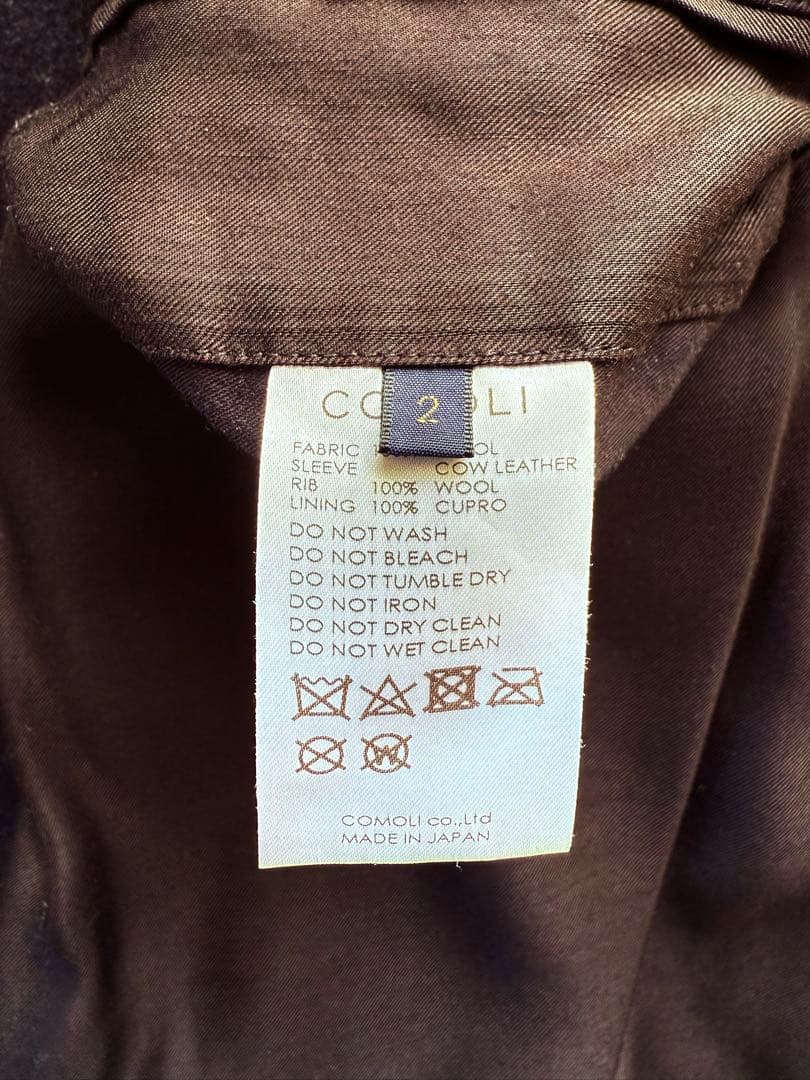 2
FABRIC
SLEEVE COW LEATHER
RIB 100% WOOL
LINING 100% CUPRO
DO NOT WASH
DO NOT BLEACH
DO NOT TUMBLE DRY
DO NOT IRON
DO NOT DRY CLEAN
DO NOT WET CLEAN
W
COMOLI co.,Ltd
MADE IN JAPAN